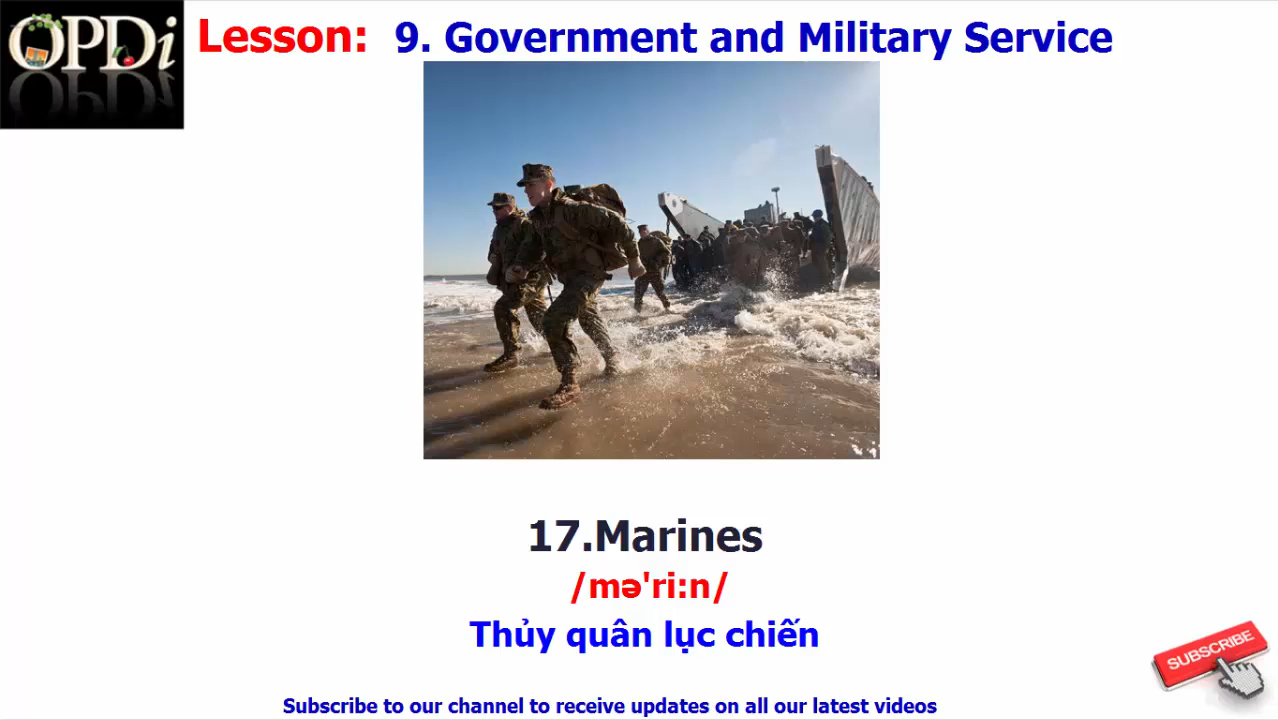 OPDi
Lesson: 9. Government and Military Service
17.Marines
/mə'ri:n/
Thủy quân lục chiến
SUBSCRIBE
Subscribe to our channel to receive updates on all our latest videos